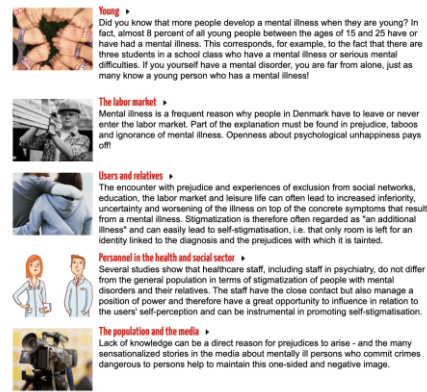 Young
Did you know that more people develop a mental illness when they are young? In
fact, almost 8 percent of all young people between the ages of 15 and 25 have or
have had a mental illness. This corresponds, for example, to the fact that there are
three students in a school class who have a mental illness or serious mental
difficulties. If you yourself have a mental disorder, you are far from alone, just as
many know a young person who has a mental illness!
The labor market
Mental illness is a frequent reason why people in Denmark have to leave or never
enter the labor market. Part of the explanation must be found in prejudice, taboos
and ignorance of mental illness. Openness about psychological unhappiness pays
off!
Users and relatives
The encounter with prejudice and experiences of exclusion from social networks,
education, the labor market and leisure life can often lead to increased inferiority,
uncertainty and worsening of the illness on top of the concrete symptoms that result
from a mental illness. Stigmatization is therefore often regarded as "an additional
illness" and can easily lead to self-stigmatisation, i.e. that only room is left for an
identity linked to the diagnosis and the prejudices with which it is tainted.
Personnel in the health and social sector
Several studies show that healthcare staff, including staff in psychiatry, do not differ
from the general population in terms of stigmatization of people with mental
disorders and their relatives. The staff have the close contact but also manage a
position of power and therefore have a great opportunity to influence in relation to
the users' self-perception and can be instrumental in promoting self-stigmatisation.
The population and the media
Lack of knowledge can be a direct reason for prejudices to arise - and the many
sensationalized stories in the media about mentally ill persons who commit crimes
dangerous to persons help to maintain this one-sided and negative image.